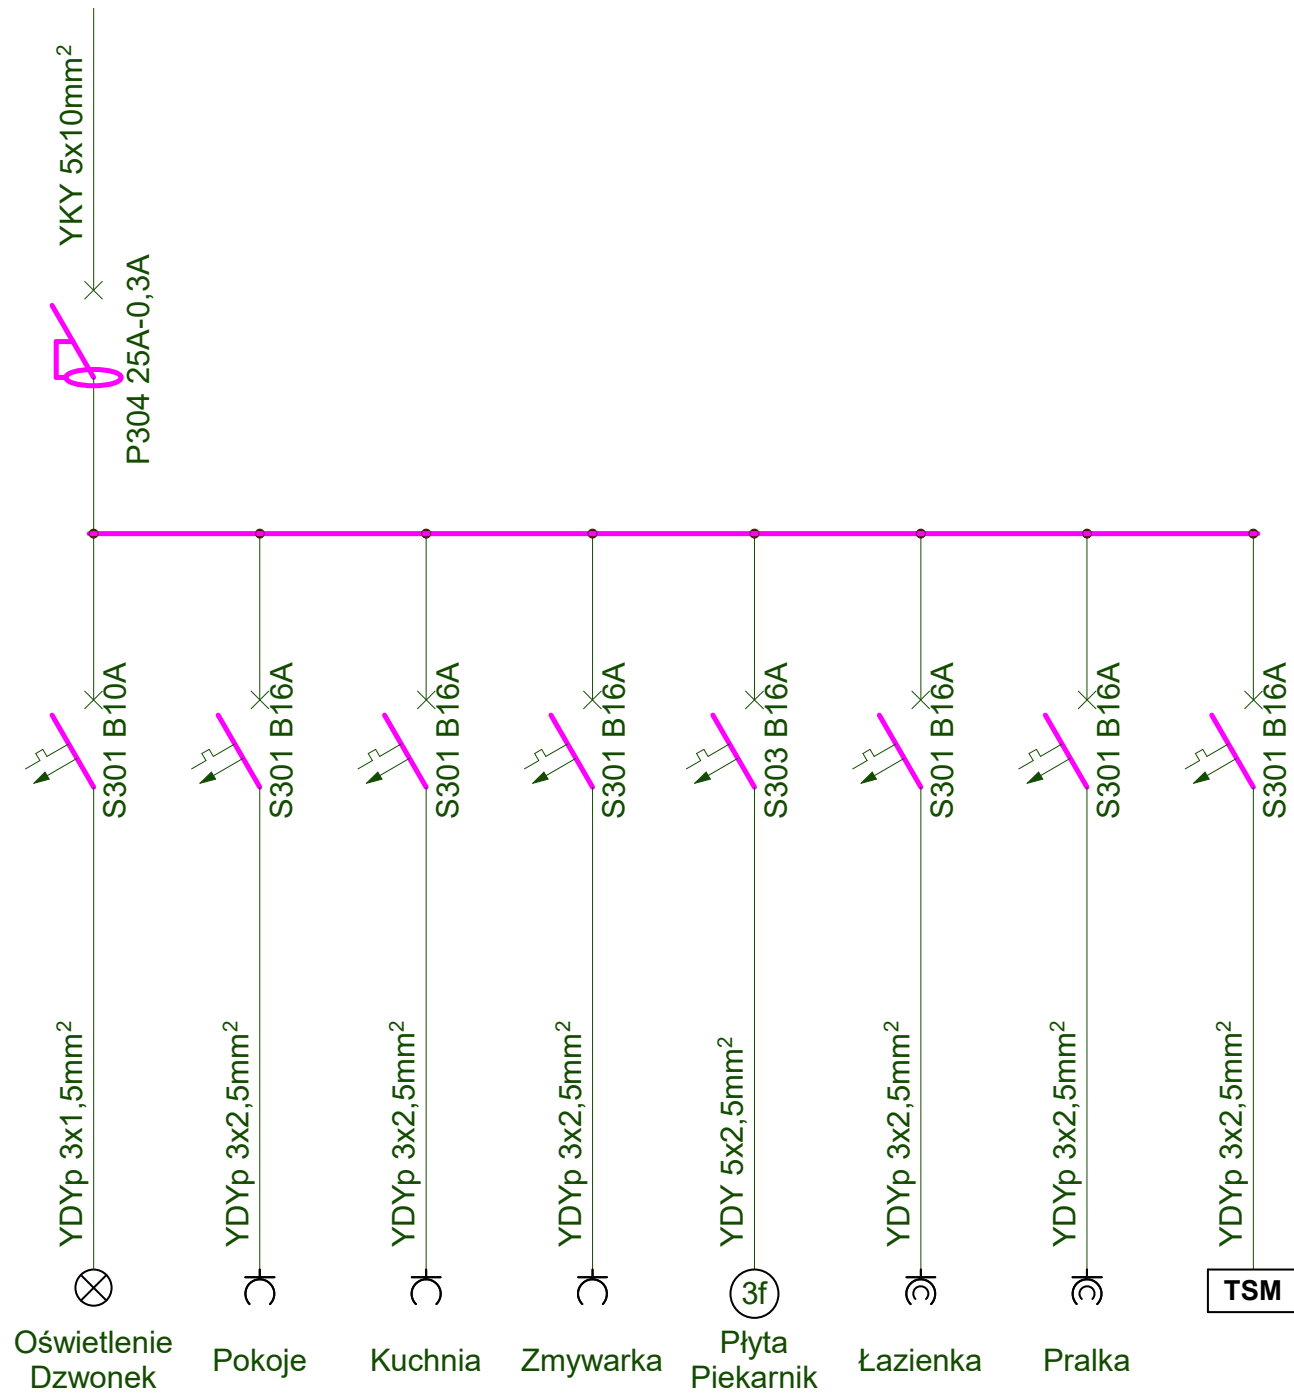 YKY 5x10mm²
P304 25A-0,3A
S301 B10A
S301 B16A
S301 B16A
S301 B16A
S303 B16A
S301 B16A
S301 B16A
S301 B16A
YDYp 3x1,5mm²
YDYp 3x2,5mm²
YDYp 3x2,5mm²
YDYp 3x2,5mm²
YDY 5x2,5mm²
YDYp 3x2,5mm²
YDYp 3x2,5mm²
YDYp 3x2,5mm²
3f
TSM
Oświetlenie
Dzwonek
Pokoje
Kuchnia
Zmywarka
Płyta
Piekarnik
Łazienka
Pralka